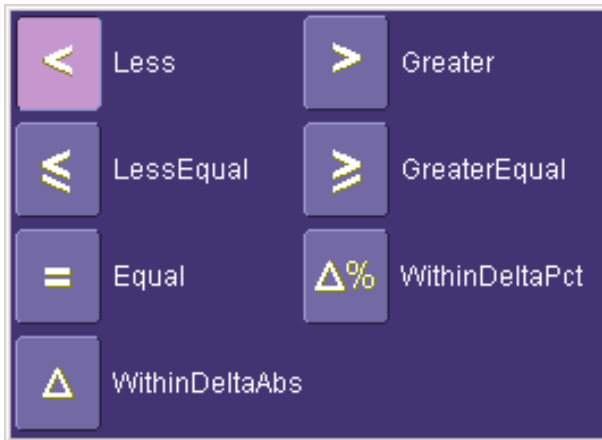 < Less > Greater
≤ LessEqual ≥ GreaterEqual
= Equal Δ% WithinDeltaPct
Δ WithinDeltaAbs